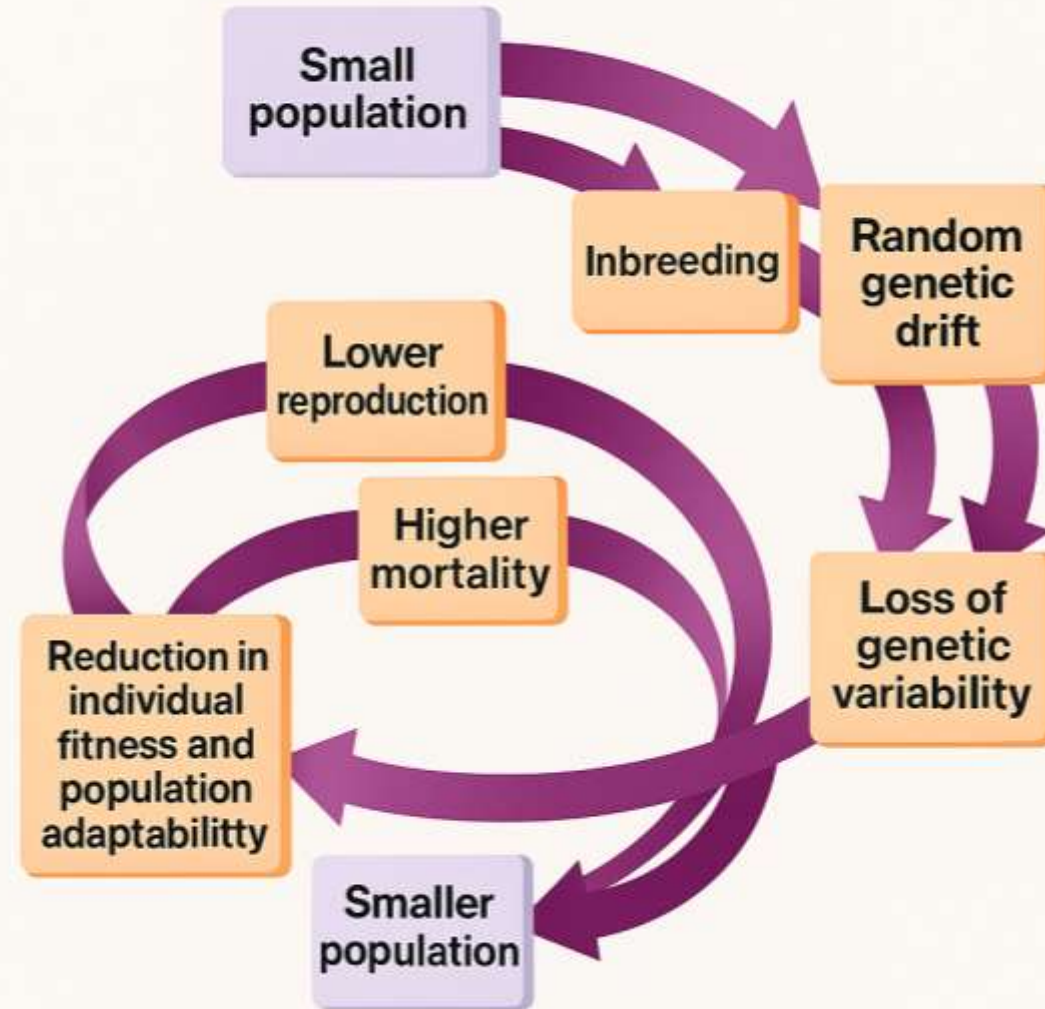 Small
population
Inbreeding
Random
genetic
drift
Lower
reproduction
Higher
mortality
Loss of
genetic
variability
Reduction in
individual
fitness and
population
adaptabilitty
Smaller
population